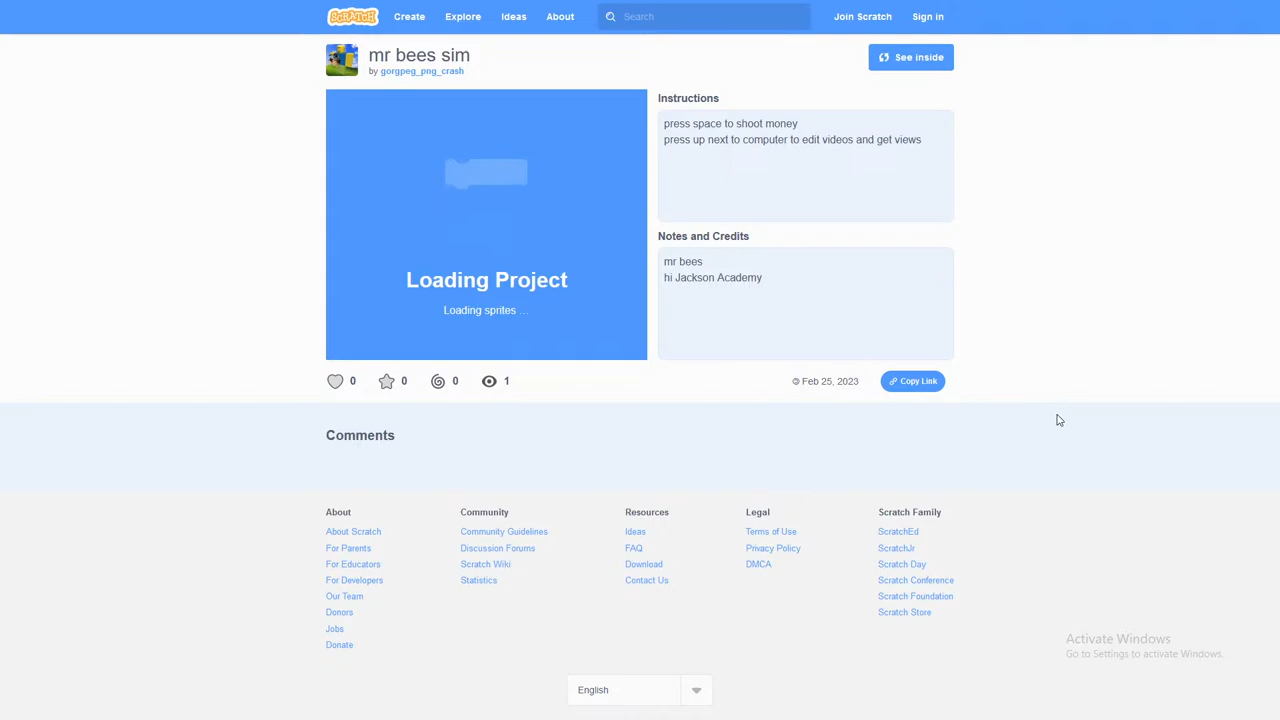 SCRATCH Create Explore Ideas About Search Join Scratch Sign in
mr bees sim
by gorgpeg_png_crash
See inside
Loading Project
Loading sprites …
Instructions
press space to shoot money
press up next to computer to edit videos and get views
Notes and Credits
mr bees
hi Jackson Academy
0 0 0 1
© Feb 25, 2023
Copy Link
Comments
About
About Scratch
For Parents
For Educators
For Developers
Our Team
Donors
Jobs
Donate
Community
Community Guidelines
Discussion Forums
Scratch Wiki
Statistics
Resources
Ideas
FAQ
Download
Contact Us
Legal
Terms of Use
Privacy Policy
DMCA
Scratch Family
ScratchEd
ScratchJr
Scratch Day
Scratch Conference
Scratch Foundation
Scratch Store
Activate Windows
Go to Settings to activate Windows.
English